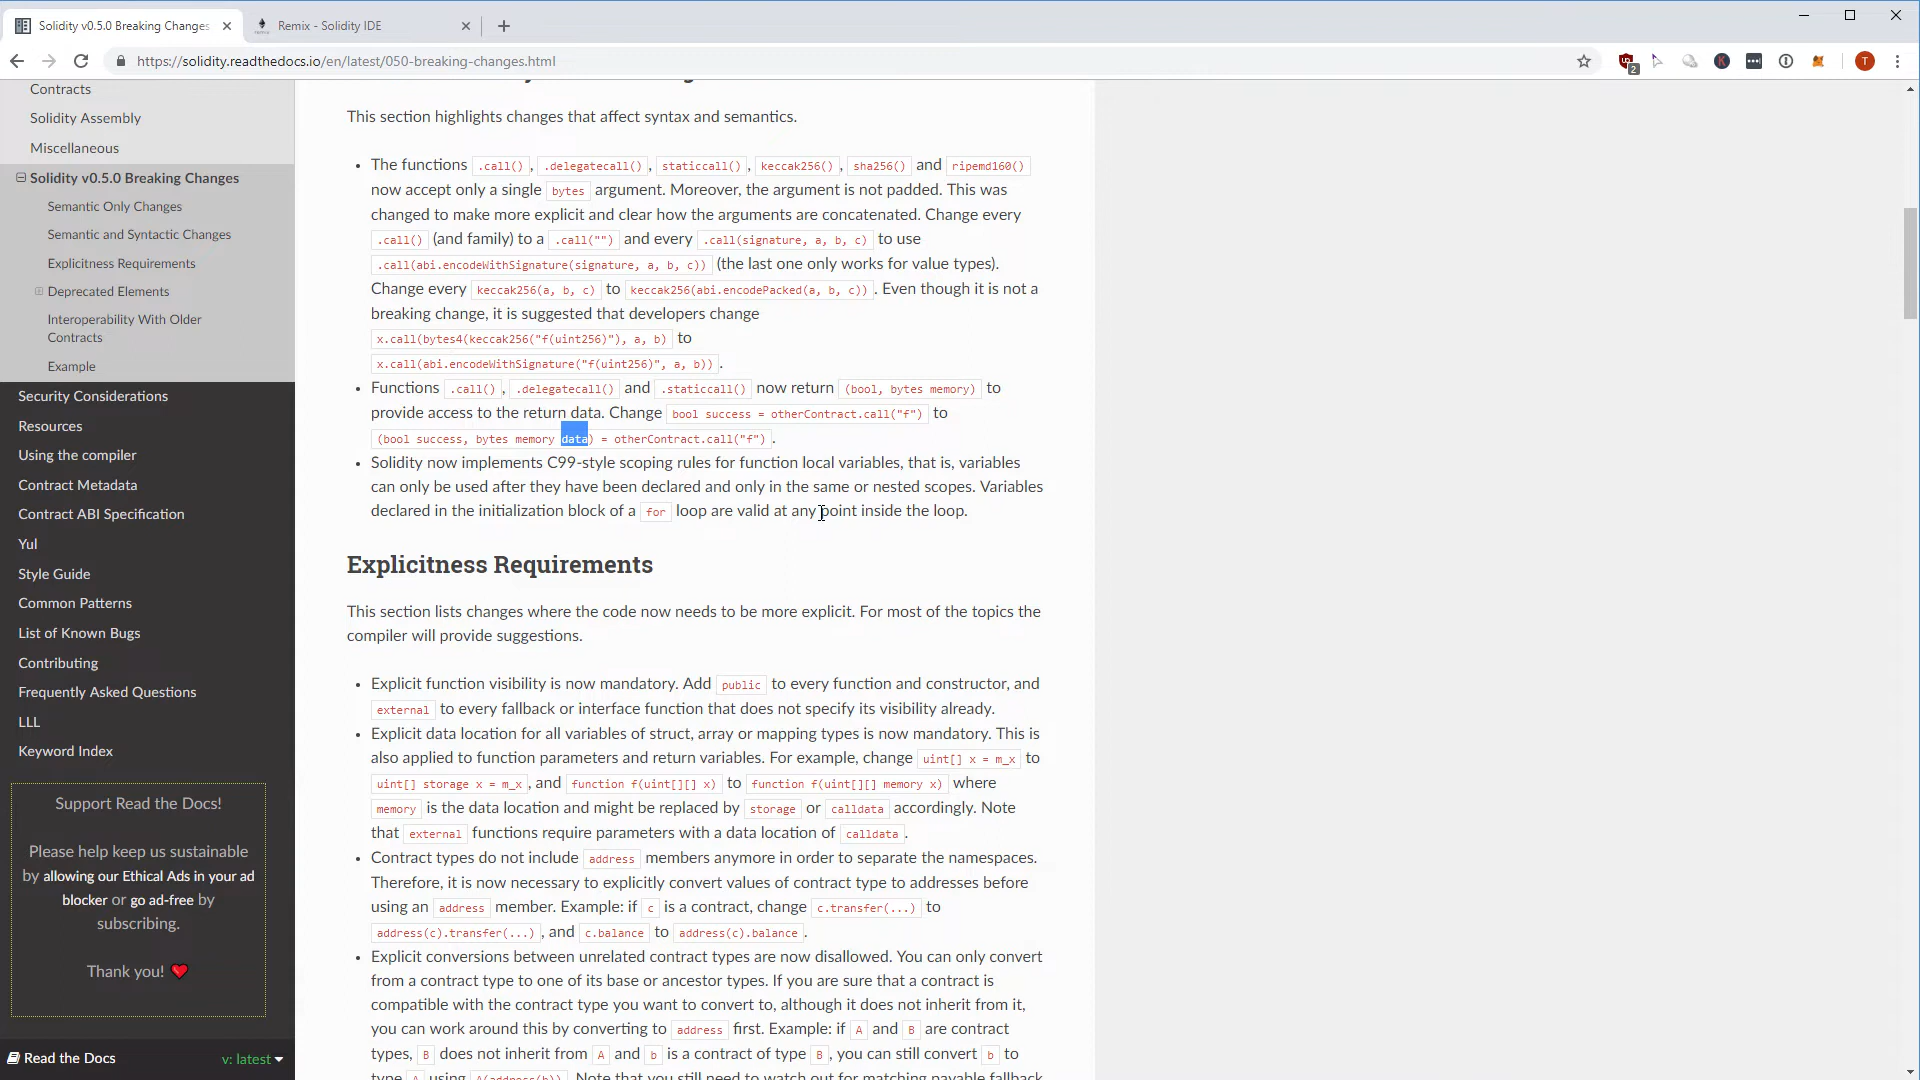 Solidity v0.5.0 Breaking Changes
Remix - Solidity IDE
https://solidity.readthedocs.io/en/latest/050-breaking-changes.html
2
T
Contracts
Solidity Assembly
Miscellaneous
Solidity v0.5.0 Breaking Changes
Semantic Only Changes
Semantic and Syntactic Changes
Explicitness Requirements
Deprecated Elements
Interoperability With Older
Contracts
Example
Security Considerations
Resources
Using the compiler
Contract Metadata
Contract ABI Specification
Yul
Style Guide
Common Patterns
List of Known Bugs
Contributing
Frequently Asked Questions
LLL
Keyword Index
Support Read the Docs!
Please help keep us sustainable
by allowing our Ethical Ads in your ad
blocker or go ad-free by
subscribing.
Thank you! ❤
Read the Docs
v: latest
This section highlights changes that affect syntax and semantics.
• The functions .call(), .delegatecall(), staticcall(), keccak256(), sha256() and ripemd160()
now accept only a single bytes argument. Moreover, the argument is not padded. This was
changed to make more explicit and clear how the arguments are concatenated. Change every
.call() (and family) to a .call("") and every .call(signature, a, b, c) to use
.call(abi.encodeWithSignature(signature, a, b, c)) (the last one only works for value types).
Change every keccak256(a, b, c) to keccak256(abi.encodePacked(a, b, c)). Even though it is not a
breaking change, it is suggested that developers change
x.call(bytes4(keccak256("f(uint256)"), a, b) to
x.call(abi.encodeWithSignature("f(uint256)", a, b)).
• Functions .call(), .delegatecall() and .staticcall() now return (bool, bytes memory) to
provide access to the return data. Change bool success = otherContract.call("f") to
(bool success, bytes memory data) = otherContract.call("f").
• Solidity now implements C99-style scoping rules for function local variables, that is, variables
can only be used after they have been declared and only in the same or nested scopes. Variables
declared in the initialization block of a for loop are valid at any point inside the loop.
Explicitness Requirements
This section lists changes where the code now needs to be more explicit. For most of the topics the
compiler will provide suggestions.
• Explicit function visibility is now mandatory. Add public to every function and constructor, and
external to every fallback or interface function that does not specify its visibility already.
• Explicit data location for all variables of struct, array or mapping types is now mandatory. This is
also applied to function parameters and return variables. For example, change uint[] x = m_x to
uint[] storage x = m_x, and function f(uint[][] x) to function f(uint[][] memory x) where
memory is the data location and might be replaced by storage or calldata accordingly. Note
that external functions require parameters with a data location of calldata.
• Contract types do not include address members anymore in order to separate the namespaces.
Therefore, it is now necessary to explicitly convert values of contract type to addresses before
using an address member. Example: if c is a contract, change c.transfer(...) to
address(c).transfer(...), and c.balance to address(c).balance.
• Explicit conversions between unrelated contract types are now disallowed. You can only convert
from a contract type to one of its base or ancestor types. If you are sure that a contract is
compatible with the contract type you want to convert to, although it does not inherit from it,
you can work around this by converting to address first. Example: if A and B are contract
types, B does not inherit from A and b is a contract of type B, you can still convert b to
type A using A(address(b)). Note that you still need to watch out for matching payable fallback